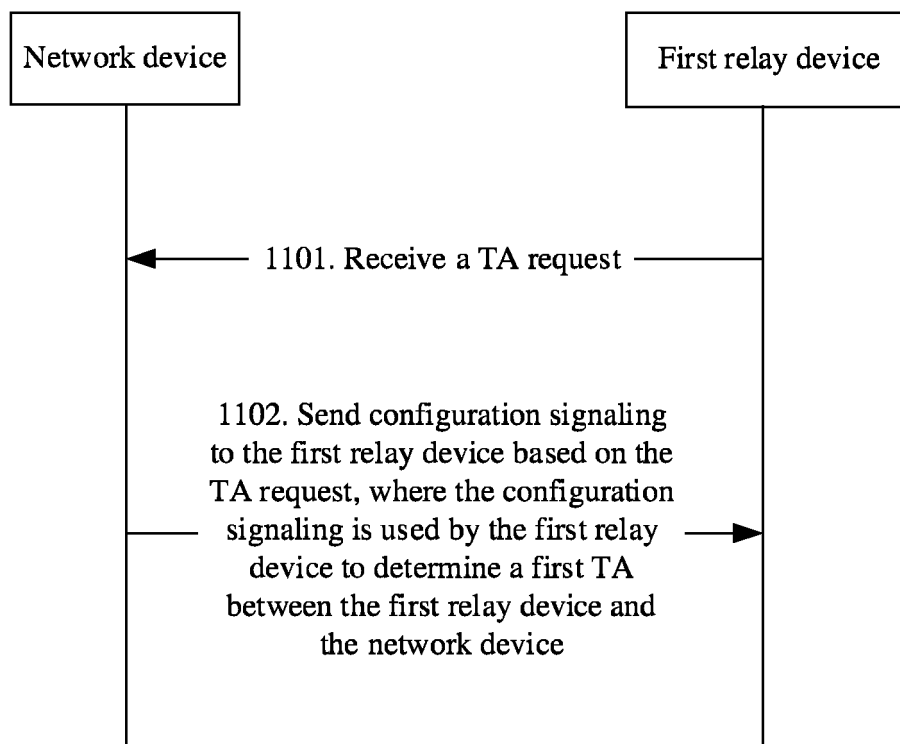 Network device
First relay device
1101. Receive a TA request
1102. Send configuration signaling
to the first relay device based on the
TA request, where the configuration
signaling is used by the first relay
device to determine a first TA
between the first relay device and
the network device